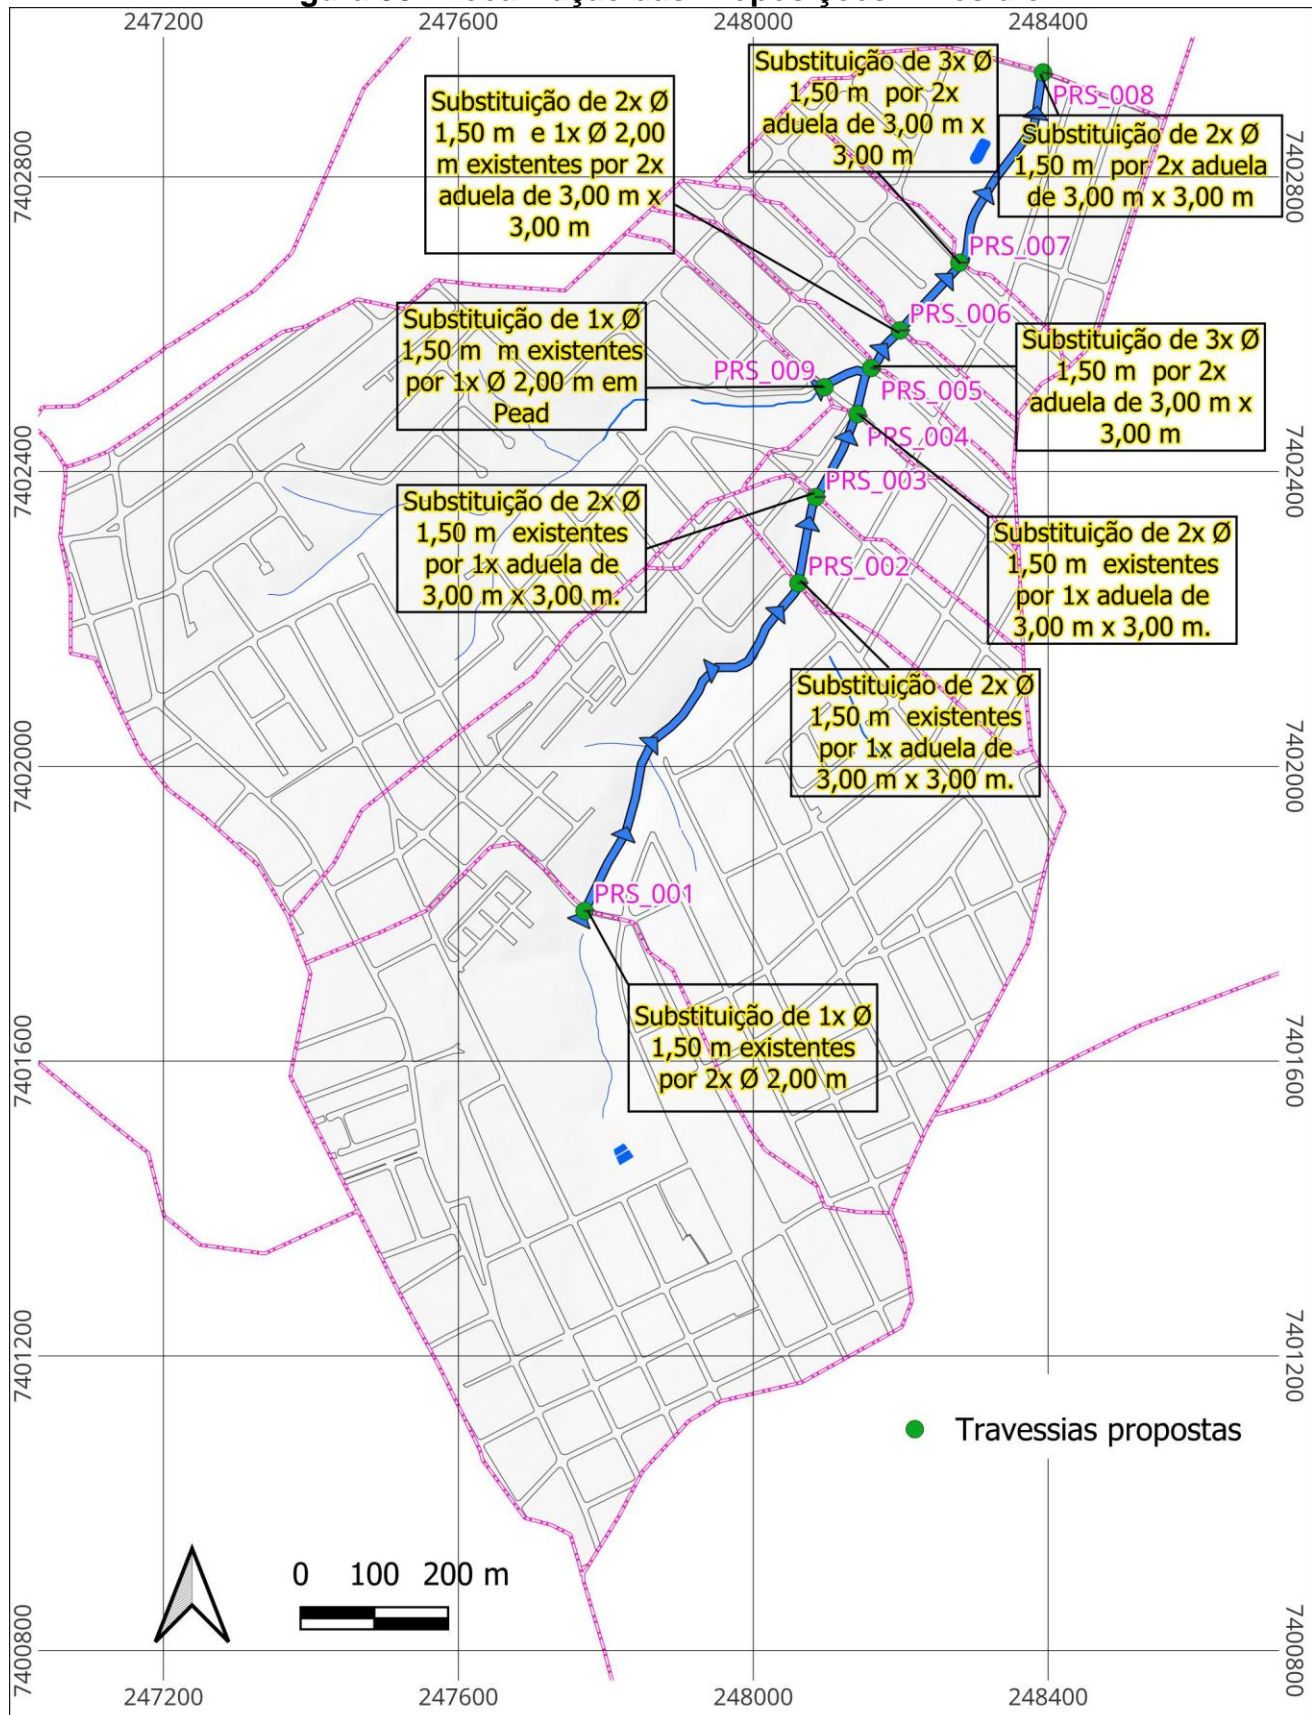 247200 247600 248000 248400
Substituição de 3x Ø
1,50 m por 2x
aduela de 3,00 m x
3,00 m
PRS_008
Substituição de 2x Ø
1,50 m e 1x Ø 2,00
m existentes por 2x
aduela de 3,00 m x
3,00 m
Substituição de 2x Ø
1,50 m por 2x aduela
de 3,00 m x 3,00 m
7402800
7402800
PRS_007
PRS_006
Substituição de 1x Ø
1,50 m m existentes
por 1x Ø 2,00 m em
Pead
PRS_009
PRS_005
Substituição de 3x Ø
1,50 m por 2x
aduela de 3,00 m x
3,00 m
PRS_004
7402400
7402400
PRS_003
Substituição de 2x Ø
1,50 m existentes
por 1x aduela de
3,00 m x 3,00 m.
Substituição de 2x Ø
1,50 m existentes
por 1x aduela de
3,00 m x 3,00 m.
PRS_002
Substituição de 2x Ø
1,50 m existentes
por 1x aduela de
3,00 m x 3,00 m.
7402000
7402000
PRS_001
Substituição de 1x Ø
1,50 m existentes
por 2x Ø 2,00 m
7401600
7401600
7401200
7401200
Travessias propostas
0 100 200 m
7400800
7400800
247200 247600 248000 248400